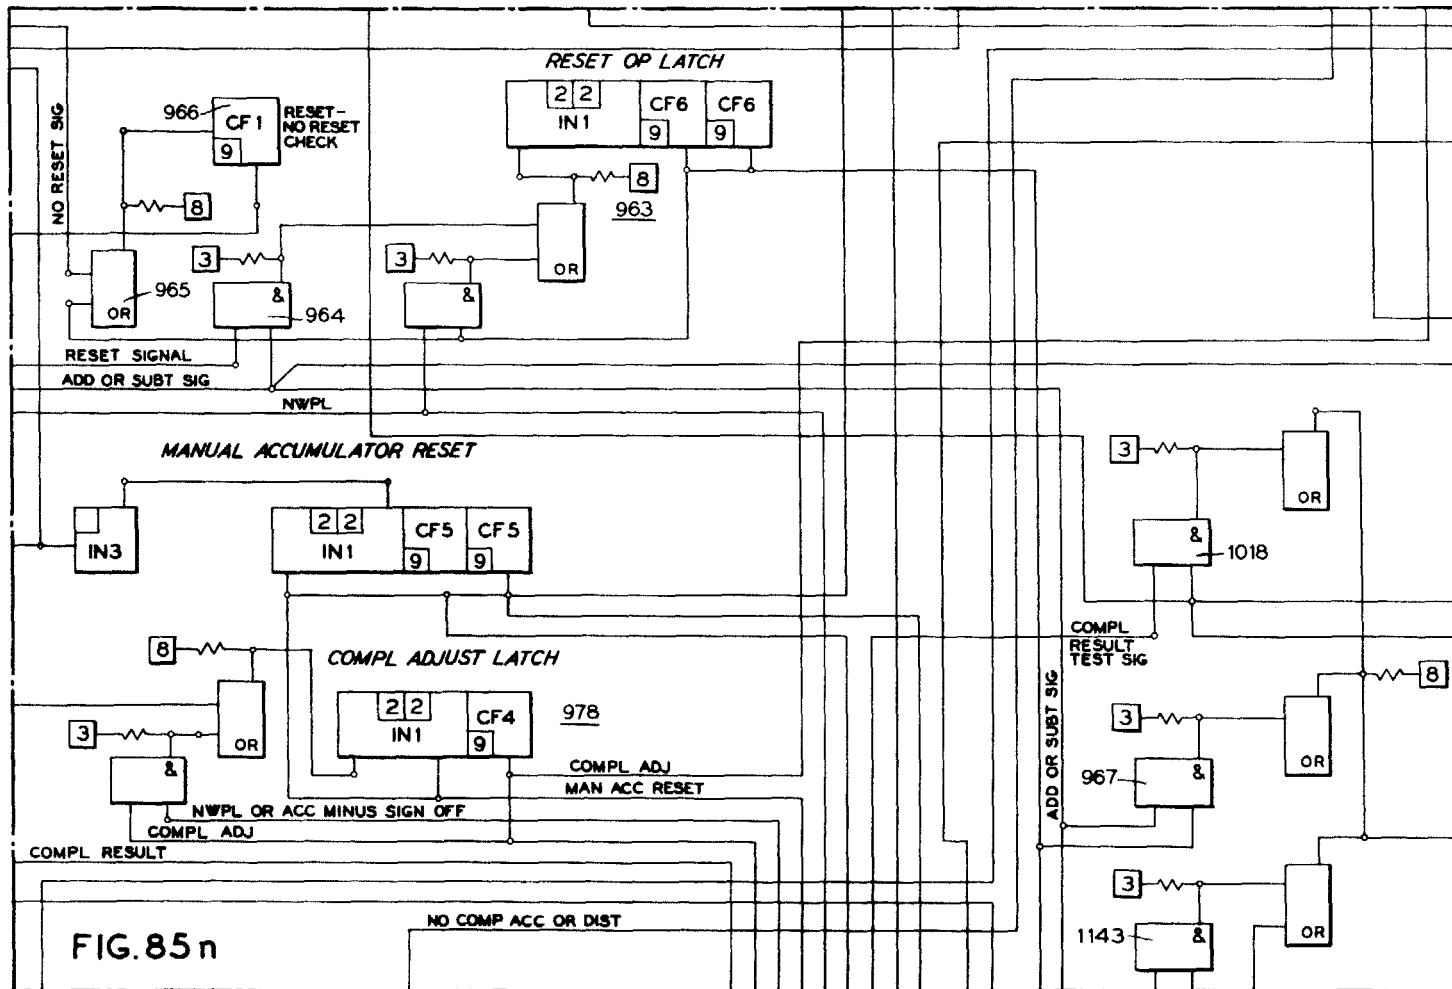 RESET OP LATCH
2 2
IN1
CF6
9
CF6
9
966
CF1
9
RESET-
NO RESET
CHECK
NO RESET SIG
8
8
963
3
3
OR
OR
965
&
964
&
RESET SIGNAL
ADD OR SUBT SIG
NWPL
MANUAL ACCUMULATOR RESET
IN3
2 2
IN1
CF5
9
CF5
9
3
OR
&
1018
COMPL
RESULT
TEST SIG
8
COMPL ADJUST LATCH
2 2
IN1
CF4
9
978
OR
3
&
COMPL ADJ
MAN ACC RESET
NWPL OR ACC MINUS SIGN OFF
COMPL ADJ
COMPL RESULT
ADD OR SUBT SIG
8
3
OR
967
&
3
OR
1143
&
NO COMP ACC OR DIST
FIG. 85n